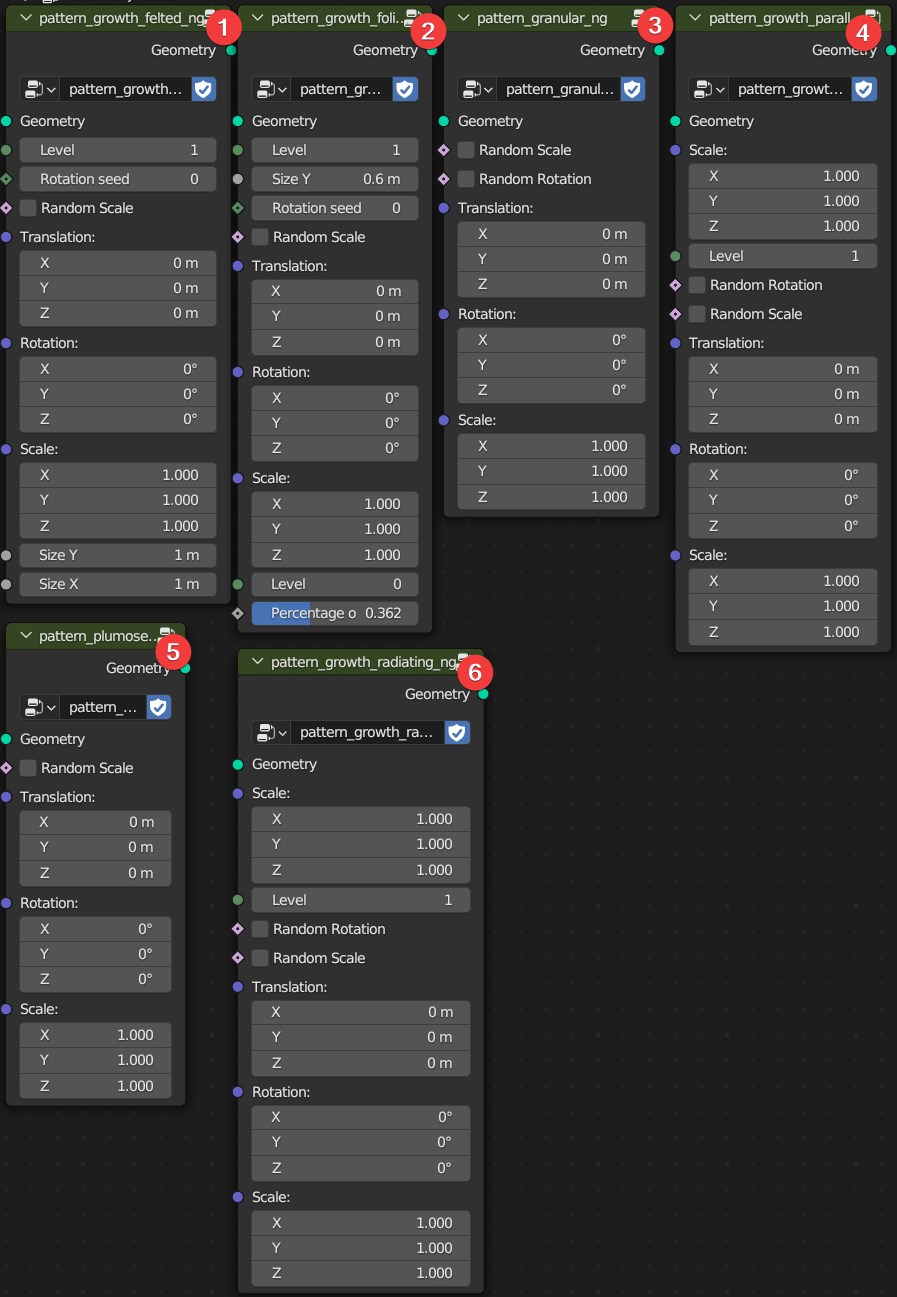 pattern_growth_felted_ng
1
Geometry
pattern_growth...
Geometry
Level 1
Rotation seed 0
Random Scale
Translation:
X 0 m
Y 0 m
Z 0 m
Rotation:
X 0°
Y 0°
Z 0°
Scale:
X 1.000
Y 1.000
Z 1.000
Size Y 1 m
Size X 1 m
pattern_growth_foli..
2
Geometry
pattern_gr...
Geometry
Level 1
Size Y 0.6 m
Rotation seed 0
Random Scale
Translation:
X 0 m
Y 0 m
Z 0 m
Rotation:
X 0°
Y 0°
Z 0°
Scale:
X 1.000
Y 1.000
Z 1.000
Level 0
Percentage o 0.362
pattern_granular_ng
3
Geometry
pattern_granul...
Geometry
Random Scale
Random Rotation
Translation:
X 0 m
Y 0 m
Z 0 m
Rotation:
X 0°
Y 0°
Z 0°
Scale:
X 1.000
Y 1.000
Z 1.000
pattern_growth_parall
4
Geometry
pattern_growt...
Geometry
Scale:
X 1.000
Y 1.000
Z 1.000
Level 1
Random Rotation
Random Scale
Translation:
X 0 m
Y 0 m
Z 0 m
Rotation:
X 0°
Y 0°
Z 0°
Scale:
X 1.000
Y 1.000
Z 1.000
pattern_plumose..
5
Geometry
pattern_...
Geometry
Random Scale
Translation:
X 0 m
Y 0 m
Z 0 m
Rotation:
X 0°
Y 0°
Z 0°
Scale:
X 1.000
Y 1.000
Z 1.000
pattern_growth_radiating_ng
6
Geometry
pattern_growth_ra...
Geometry
Scale:
X 1.000
Y 1.000
Z 1.000
Level 1
Random Rotation
Random Scale
Translation:
X 0 m
Y 0 m
Z 0 m
Rotation:
X 0°
Y 0°
Z 0°
Scale:
X 1.000
Y 1.000
Z 1.000